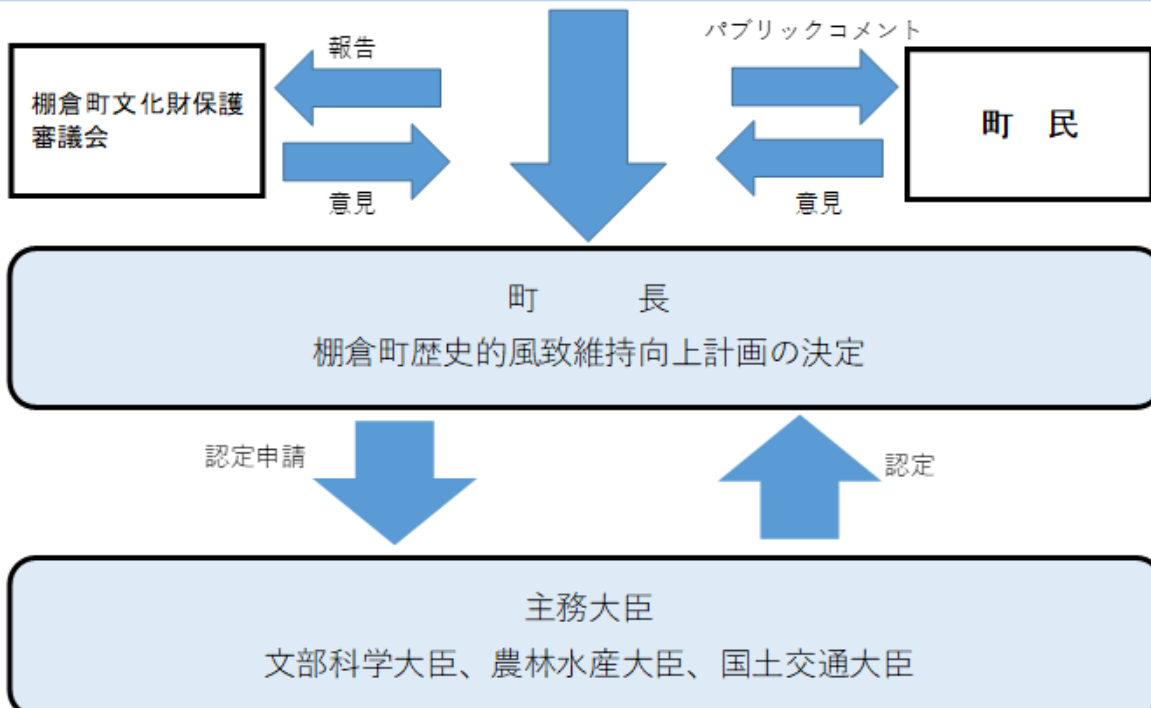 報告
パブリックコメント
棚倉町文化財保護
審議会
町　民
意見
意見
町　　　長
棚倉町歴史的風致維持向上計画の決定
認定申請
認定
主務大臣
文部科学大臣、農林水産大臣、国土交通大臣